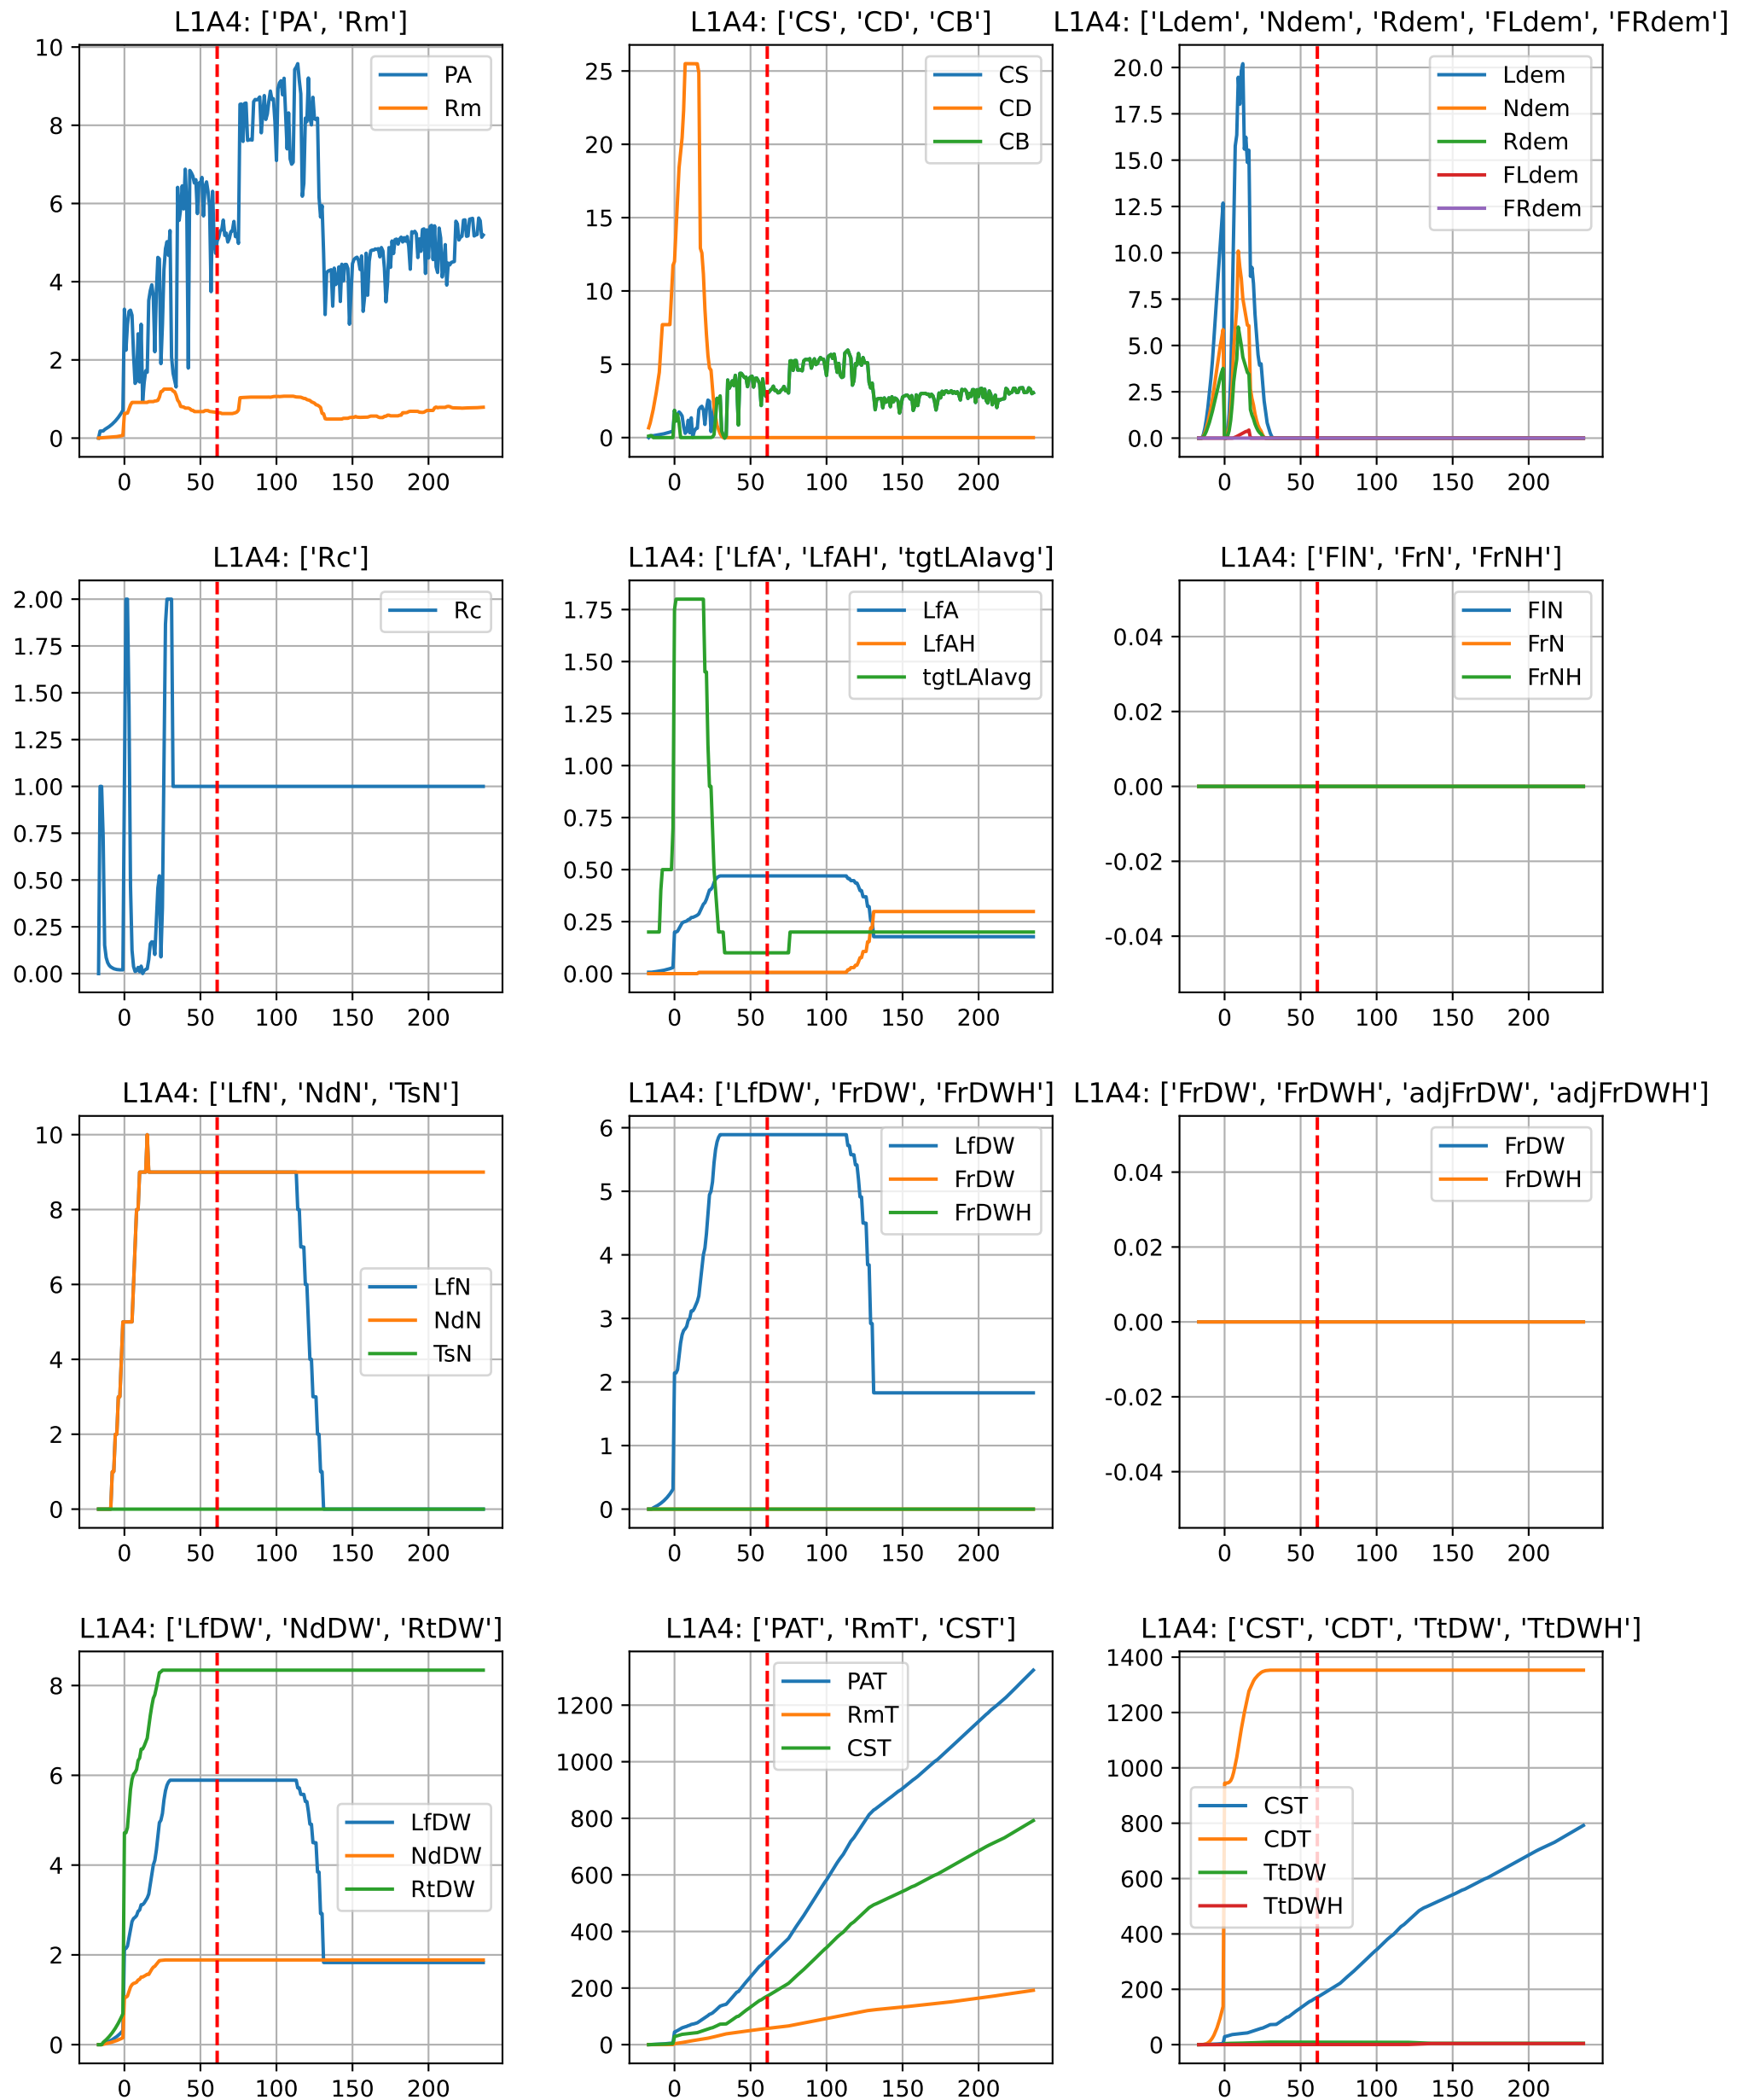 L1A4: ['PA', 'Rm']
10
8
6
4
2
0
0 50 100 150 200
PA
Rm
L1A4: ['CS', 'CD', 'CB']
25
20
15
10
5
0
0 50 100 150 200
CS
CD
CB
L1A4: ['Ldem', 'Ndem', 'Rdem', 'FLdem', 'FRdem']
20.0
17.5
15.0
12.5
10.0
7.5
5.0
2.5
0.0
0 50 100 150 200
Ldem
Ndem
Rdem
FLdem
FRdem
L1A4: ['Rc']
2.00
1.75
1.50
1.25
1.00
0.75
0.50
0.25
0.00
0 50 100 150 200
Rc
L1A4: ['LfA', 'LfAH', 'tgtLAIavg']
1.75
1.50
1.25
1.00
0.75
0.50
0.25
0.00
0 50 100 150 200
LfA
LfAH
tgtLAIavg
L1A4: ['FlN', 'FrN', 'FrNH']
0.04
0.02
0.00
-0.02
-0.04
0 50 100 150 200
FlN
FrN
FrNH
L1A4: ['LfN', 'NdN', 'TsN']
10
8
6
4
2
0
0 50 100 150 200
LfN
NdN
TsN
L1A4: ['LfDW', 'FrDW', 'FrDWH']
6
5
4
3
2
1
0
0 50 100 150 200
LfDW
FrDW
FrDWH
L1A4: ['FrDW', 'FrDWH', 'adjFrDW', 'adjFrDWH']
0.04
0.02
0.00
-0.02
-0.04
0 50 100 150 200
FrDW
FrDWH
L1A4: ['LfDW', 'NdDW', 'RtDW']
8
6
4
2
0
0 50 100 150 200
LfDW
NdDW
RtDW
L1A4: ['PAT', 'RmT', 'CST']
1200
1000
800
600
400
200
0
0 50 100 150 200
PAT
RmT
CST
L1A4: ['CST', 'CDT', 'TtDW', 'TtDWH']
1400
1200
1000
800
600
400
200
0
0 50 100 150 200
CST
CDT
TtDW
TtDWH